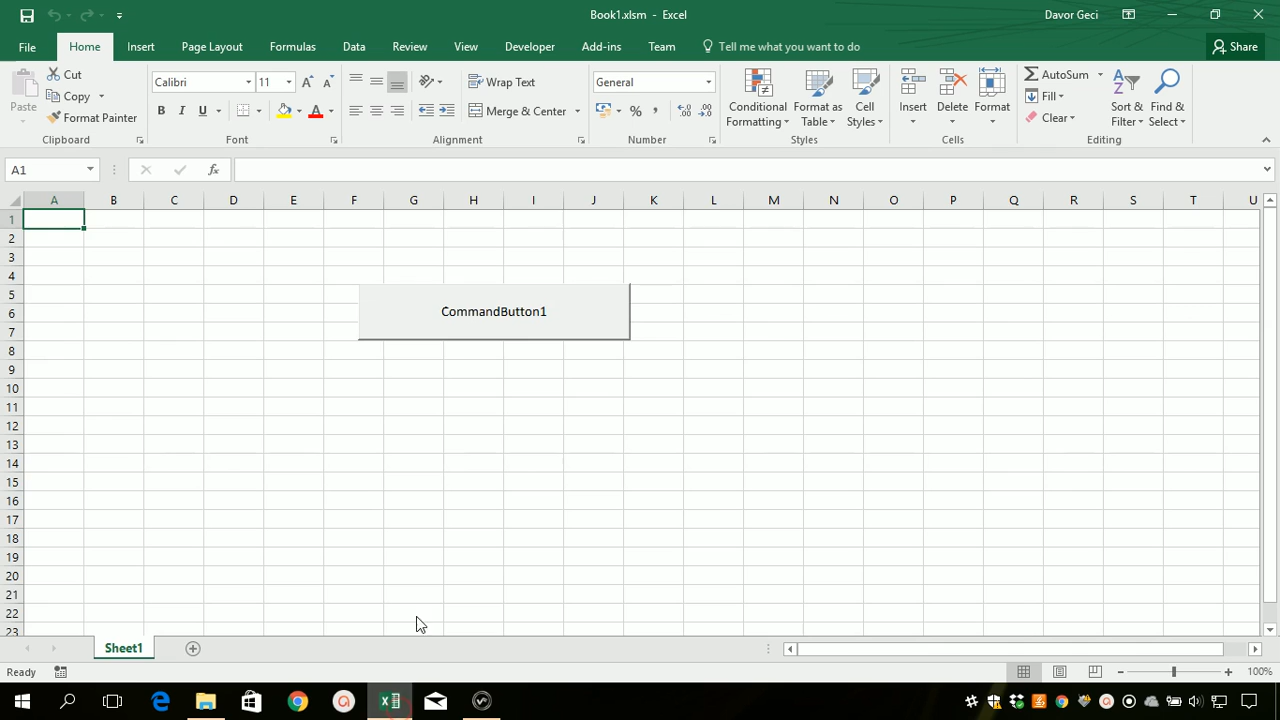 Book1.xlsm - Excel
Davor Geci
File Home Insert Page Layout Formulas Data Review View Developer Add-ins Team Tell me what you want to do Share
Paste
Cut
Copy
Format Painter
Clipboard
Calibri 11
B I U
Font
Wrap Text
Merge & Center
Alignment
General
%
Number
Conditional Formatting
Format as Table
Cell Styles
Styles
Insert
Delete
Format
Cells
AutoSum
Fill
Clear
Sort & Filter
Find & Select
Editing
A1
fx
A B C D E F G H I J K L M N O P Q R S T U
1
2
3
4
5
6
7
8
9
10
11
12
13
14
15
16
17
18
19
20
21
22
23
CommandButton1
Sheet1
Ready
100%